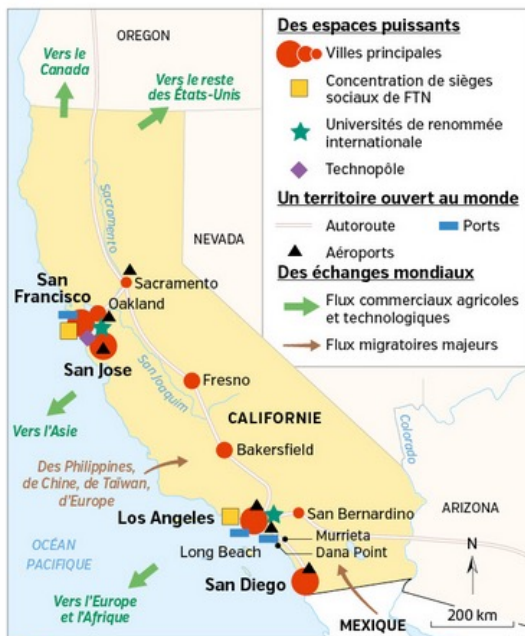 OREGON
Vers le
Canada
Vers le reste
des États-Unis
Sacramento
NEVADA
San
Francisco
Sacramento
Oakland
San Jose
San Joaquim
Fresno
CALIFORNIE
Vers l'Asie
Bakersfield
Colorado
Des Philippines,
de Chine, de Taïwan,
d'Europe
ARIZONA
Los Angeles
San Bernardino
Murrieta
Long Beach
Dana Point
OCÉAN
PACIFIQUE
San Diego
N
Vers l'Europe
et l'Afrique
MEXIQUE
200 km
Des espaces puissants
Villes principales
Concentration de sièges
sociaux de FTN
Universités de renommée
internationale
Technopôle
Un territoire ouvert au monde
Autoroute
Ports
Aéroports
Des échanges mondiaux
Flux commerciaux agricoles
et technologiques
Flux migratoires majeurs